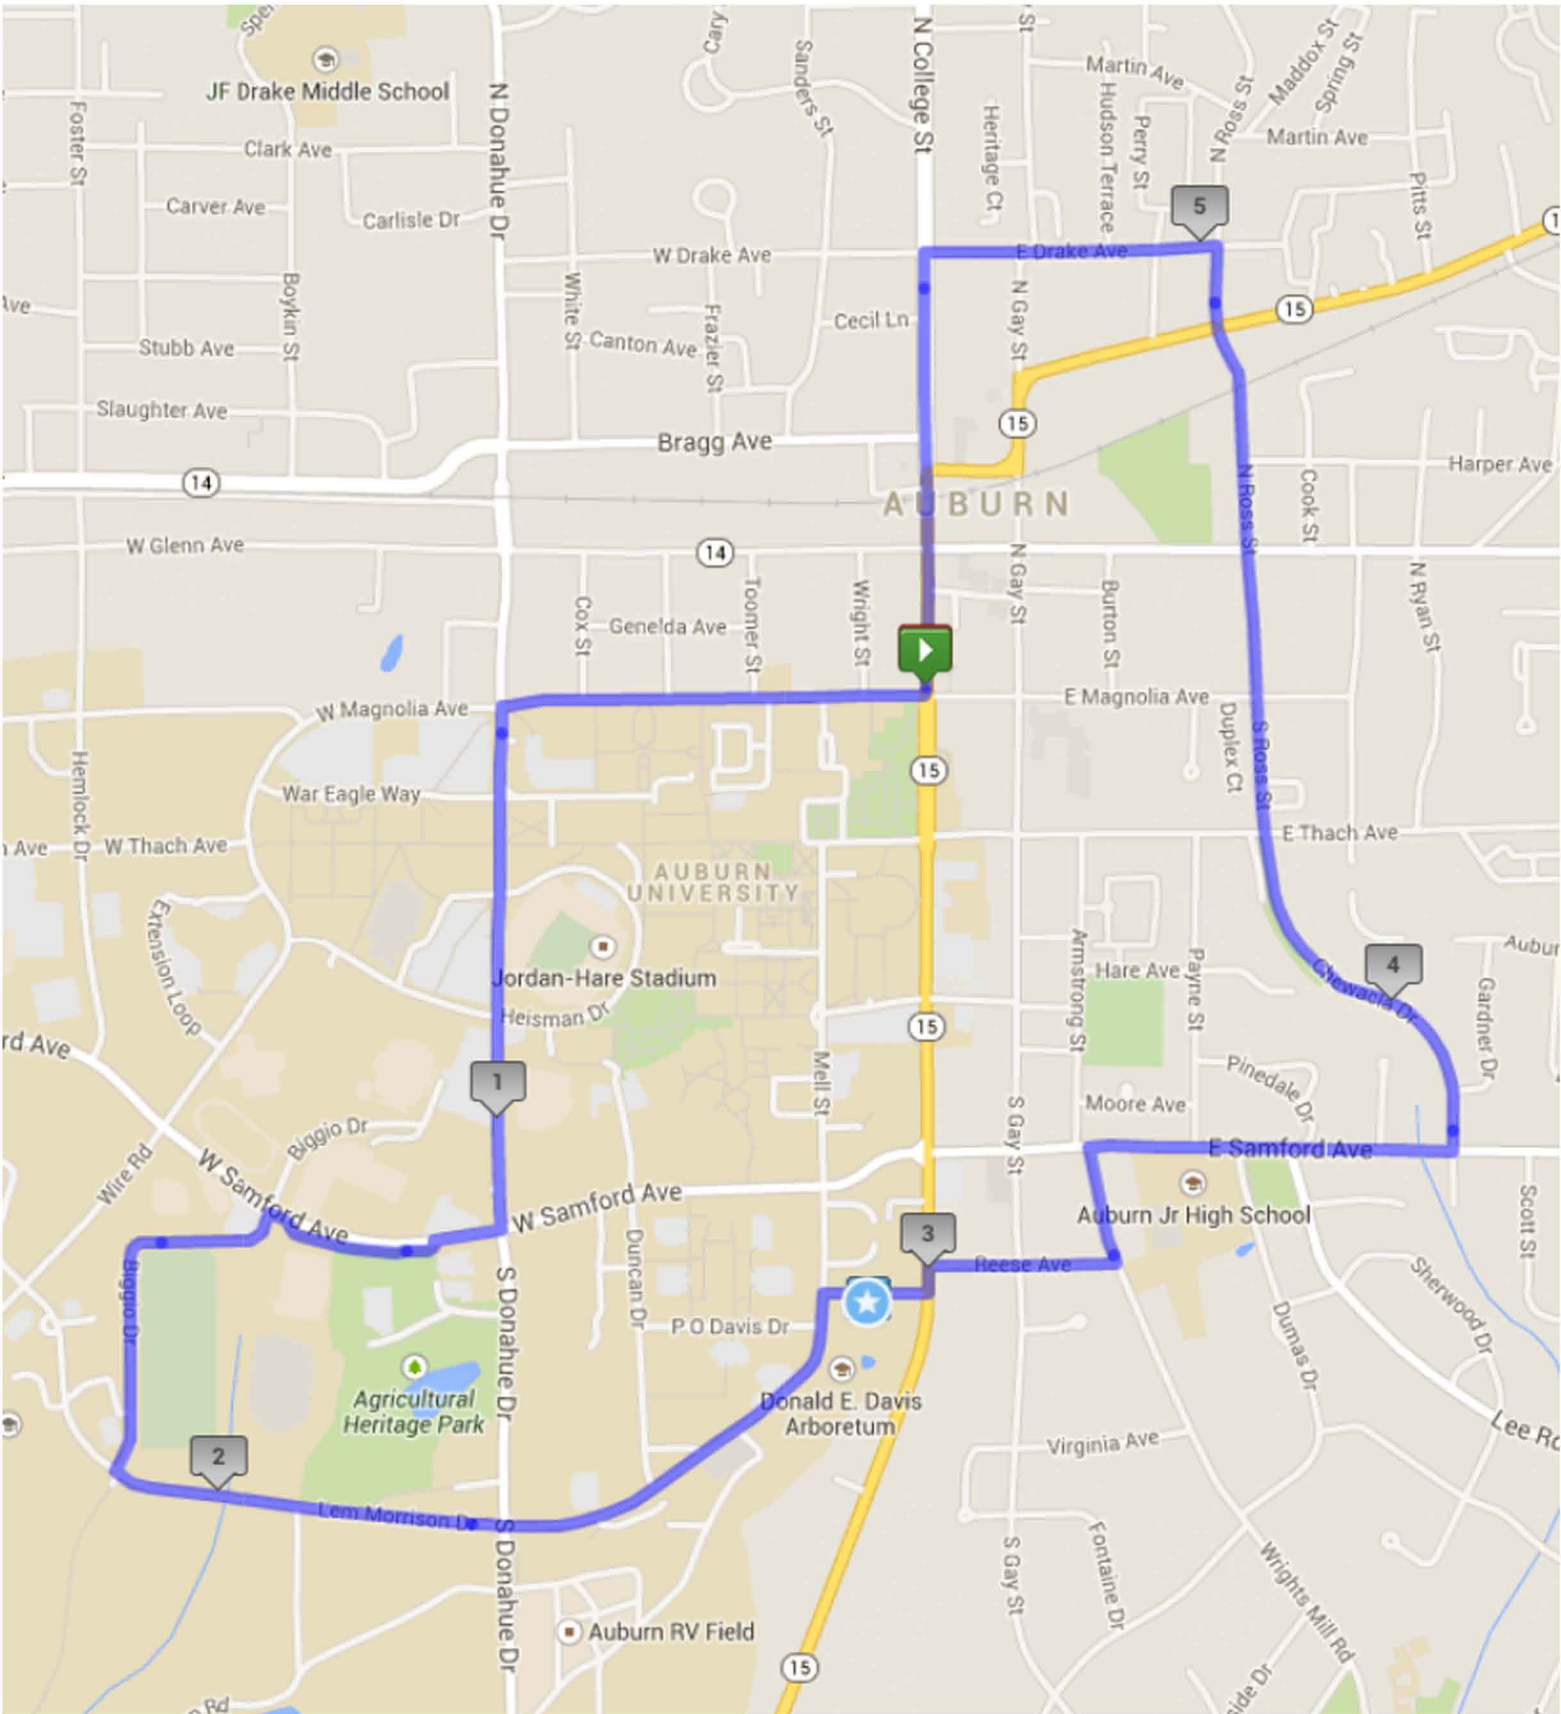 JF Drake Middle School
N Donahue Dr
Sanders St
N College St
Martin Ave
Maddox St
Spring St
N Ross St
Martin Ave
Foster St
Clark Ave
Heritage Ct
Hudson Terrace
Perry St
Pitts St
Carver Ave
Carlisle Dr
5
W Drake Ave
E Drake Ave
Boykin St
White St
Frazier St
Cecil Ln
N Gay St
15
Stubb Ave
Canton Ave
Slaughter Ave
15
Bragg Ave
Harper Ave
14
AUBURN
N Ross St
Cook St
W Glenn Ave
14
N Gay St
Cox St
Genelda Ave
Toomer St
Wright St
Burton St
N Ryan St
W Magnolia Ave
E Magnolia Ave
Duplex Ct
S Ross St
Hemlock Dr
War Eagle Way
15
W Thach Ave
E Thach Ave
AUBURN
UNIVERSITY
Extension Loop
Jordan-Hare Stadium
Heisman Dr
15
Armstrong St
Hare Ave
Payne St
4
Chewacla Dr
Gardner Dr
rd Ave
1
Mell St
Pinedale Dr
Moore Ave
S Gay St
Biggio Dr
Wire Rd
W Samford Ave
W Samford Ave
E Samford Ave
Auburn Jr High School
Scott St
3
Reese Ave
Biggio Dr
S Donahue Dr
Duncan Dr
P O Davis Dr
Sherwood Dr
Dumas Dr
Agricultural
Heritage Park
Donald E. Davis
Arboretum
Virginia Ave
Lee Rd
2
Lem Morrison Dr
S Donahue Dr
S Gay St
Fontaine Dr
Wrights Mill Rd
Auburn RV Field
15
side Dr
Rd